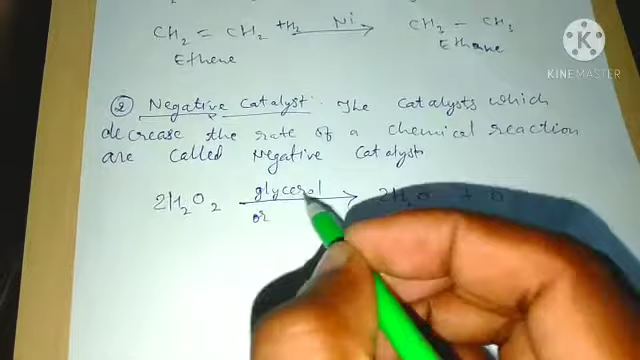 CH2 = CH2 +H2 Ni CH3 - CH3
Ethene Ethane
② Negative Catalyst. The catalysts which
decrease the rate of a chemical reaction
are called Negative catalysts
2H2O2 glycerol 2H2O + O
or
KINEMASTER